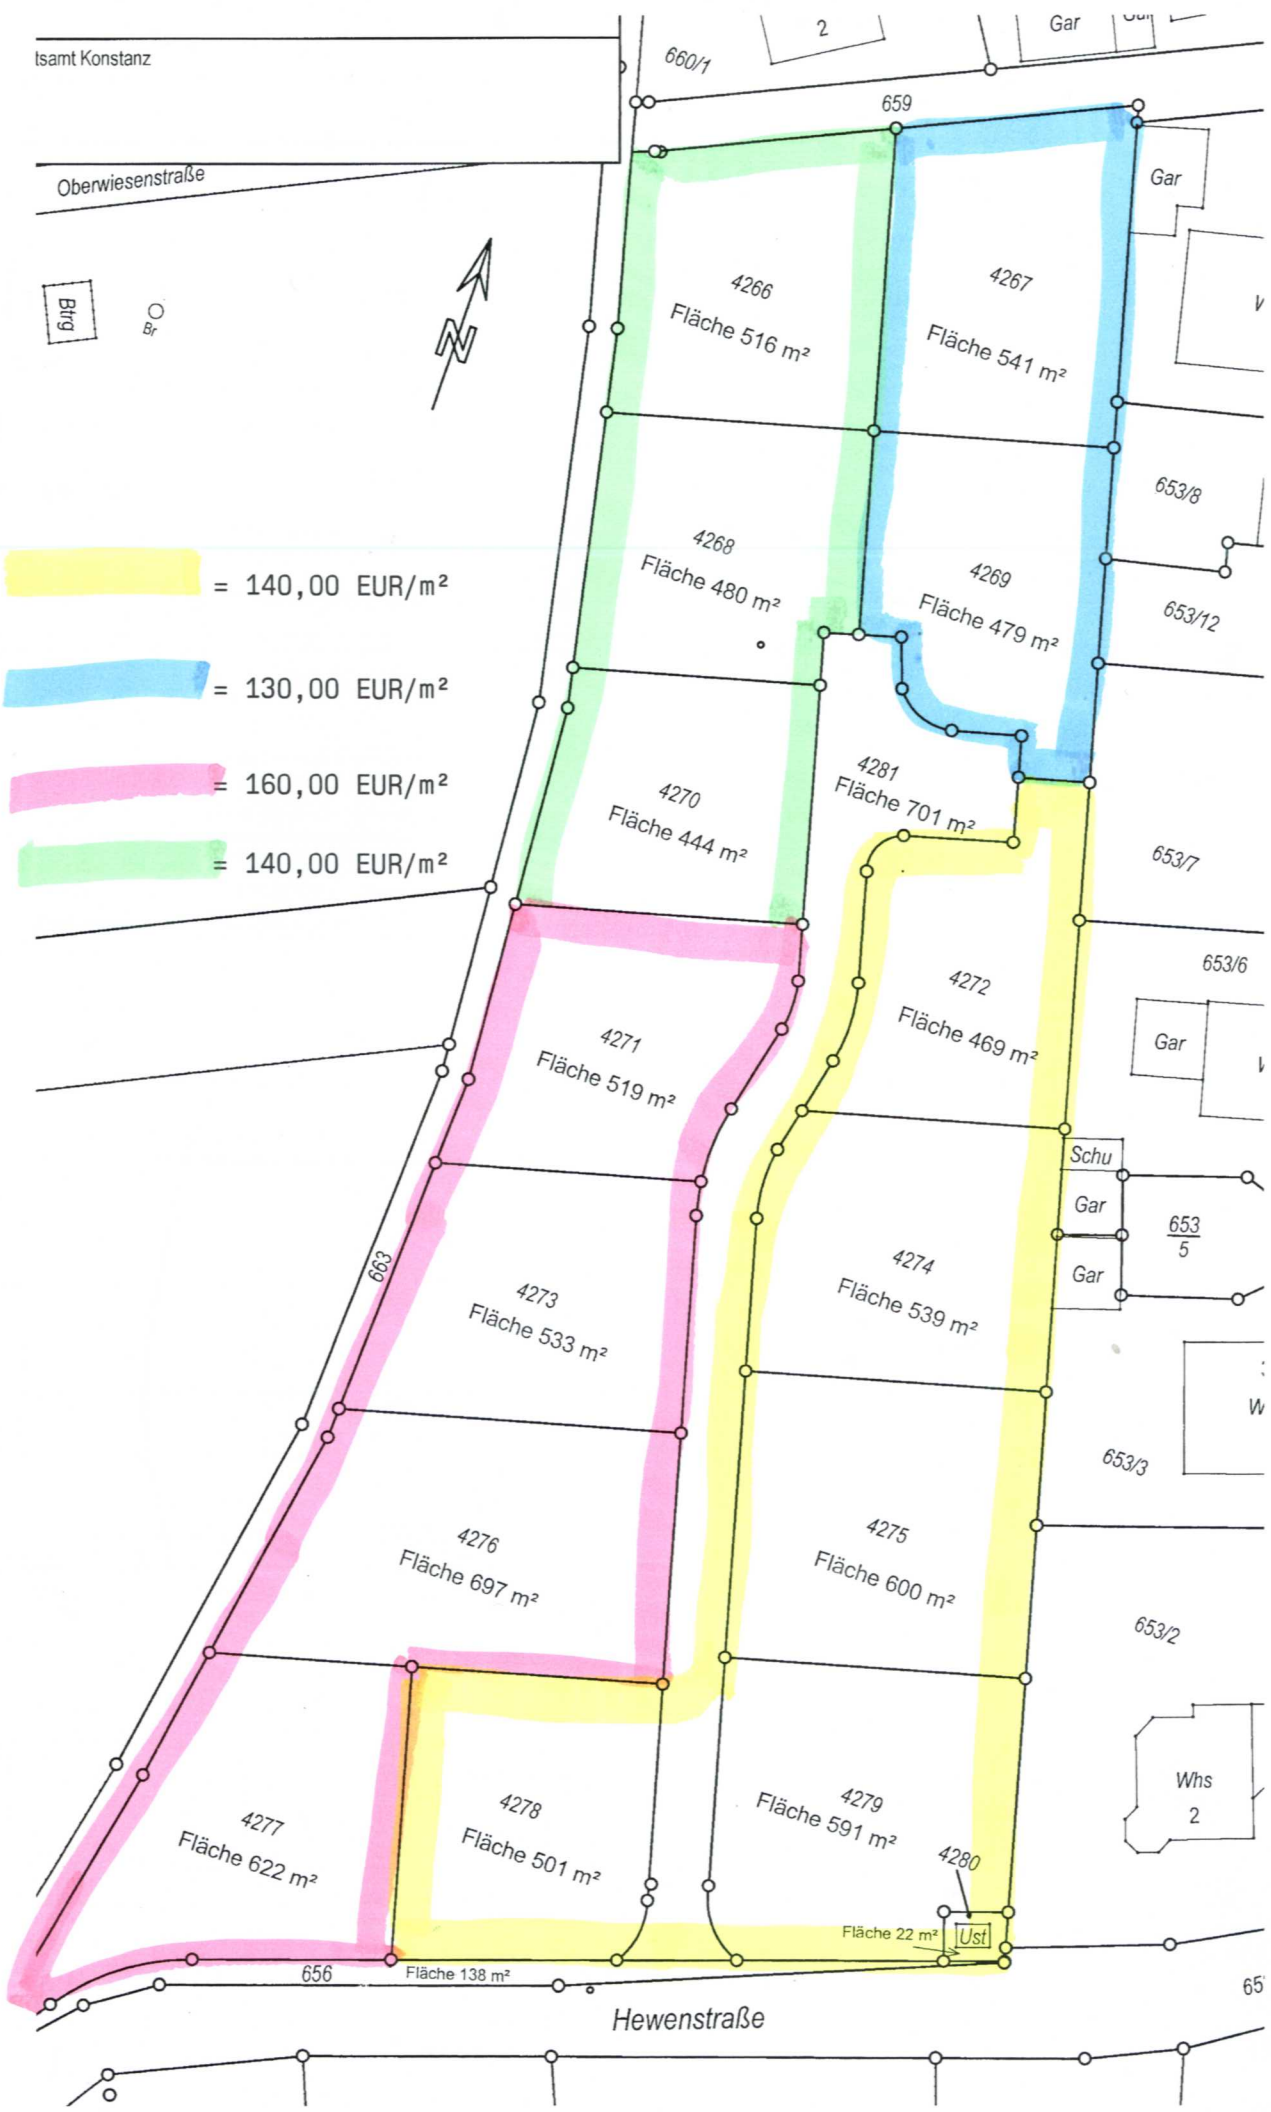 2
Gar
660/1
tsamt Konstanz
659
Oberwiesenstraße
Gar
N
Btrg
Br
4266
Fläche 516 m²
4267
Fläche 541 m²
653/8
4268
Fläche 480 m²
4269
Fläche 479 m²
653/12
= 140,00 EUR/m²
= 130,00 EUR/m²
= 160,00 EUR/m²
= 140,00 EUR/m²
4270
Fläche 444 m²
4281
Fläche 701 m²
653/7
653/6
4272
Fläche 469 m²
4271
Fläche 519 m²
Gar
Schu
Gar
653
5
Gar
663
4273
Fläche 533 m²
4274
Fläche 539 m²
W
653/3
4276
Fläche 697 m²
4275
Fläche 600 m²
653/2
Whs
2
4277
Fläche 622 m²
4278
Fläche 501 m²
4279
Fläche 591 m²
4280
Fläche 22 m²
Ust
656
Fläche 138 m²
65
Hewenstraße